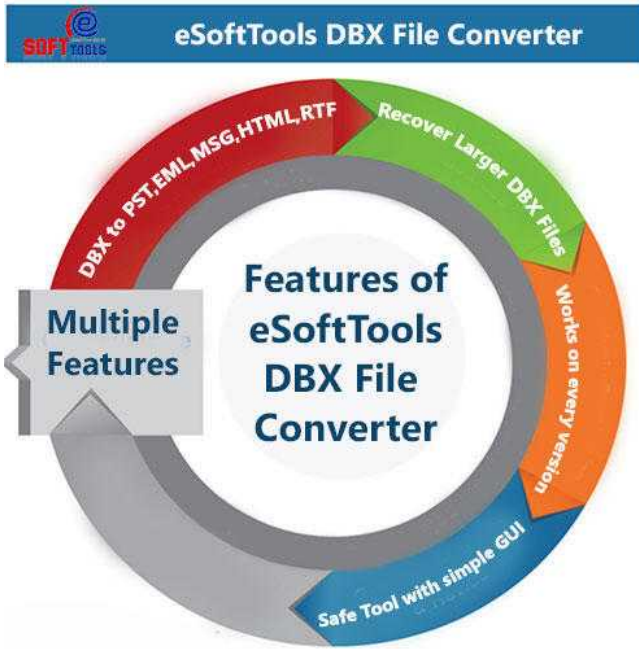 e
SOFT TOOLS
eSoftTools DBX File Converter
DBX to PST,EML,MSG,HTML,RTF
Recover Larger DBX Files
Works on every version
Safe Tool with simple GUI
Multiple
Features
Features of
eSoftTools
DBX File
Converter